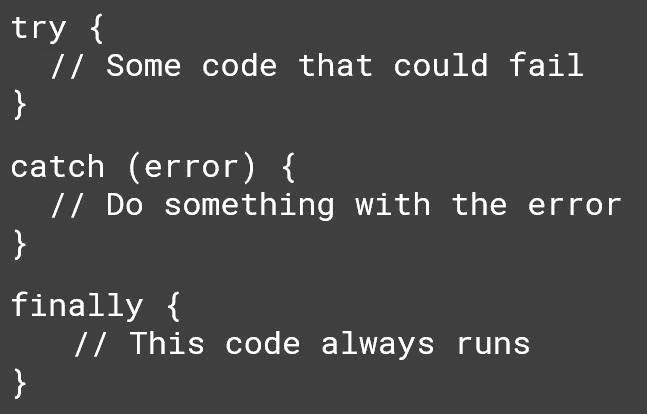 try {
  // Some code that could fail
}
catch (error) {
  // Do something with the error
}
finally {
   // This code always runs
}